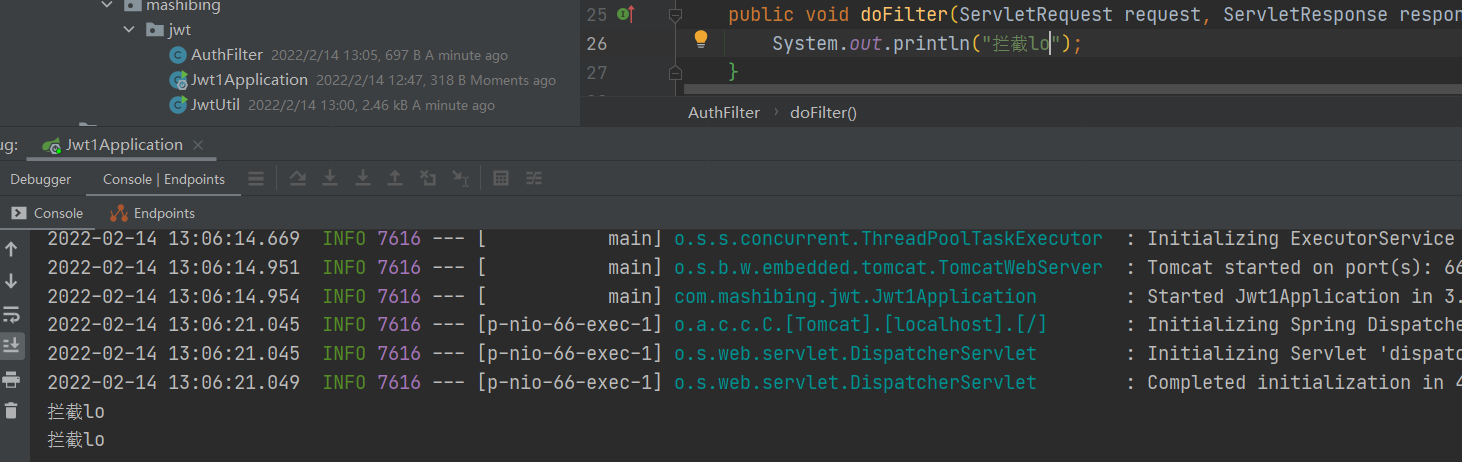 mashibing
jwt
AuthFilter 2022/2/14 13:05, 697 B A minute ago
Jwt1Application 2022/2/14 12:47, 318 B Moments ago
JwtUtil 2022/2/14 13:00, 2.46 kB A minute ago
25 public void doFilter(ServletRequest request, ServletResponse respon
26 System.out.println("拦截lo");
27 }
AuthFilter › doFilter()
ug: Jwt1Application ×
Debugger Console | Endpoints
Console Endpoints
2022-02-14 13:06:14.669 INFO 7616 --- [ main] o.s.s.concurrent.ThreadPoolTaskExecutor : Initializing ExecutorService
2022-02-14 13:06:14.951 INFO 7616 --- [ main] o.s.b.w.embedded.tomcat.TomcatWebServer : Tomcat started on port(s): 66
2022-02-14 13:06:14.954 INFO 7616 --- [ main] com.mashibing.jwt.Jwt1Application : Started Jwt1Application in 3.
2022-02-14 13:06:21.045 INFO 7616 --- [p-nio-66-exec-1] o.a.c.c.C.[Tomcat].[localhost].[/] : Initializing Spring Dispatche
2022-02-14 13:06:21.045 INFO 7616 --- [p-nio-66-exec-1] o.s.web.servlet.DispatcherServlet : Initializing Servlet 'dispatc
2022-02-14 13:06:21.049 INFO 7616 --- [p-nio-66-exec-1] o.s.web.servlet.DispatcherServlet : Completed initialization in 4
拦截lo
拦截lo